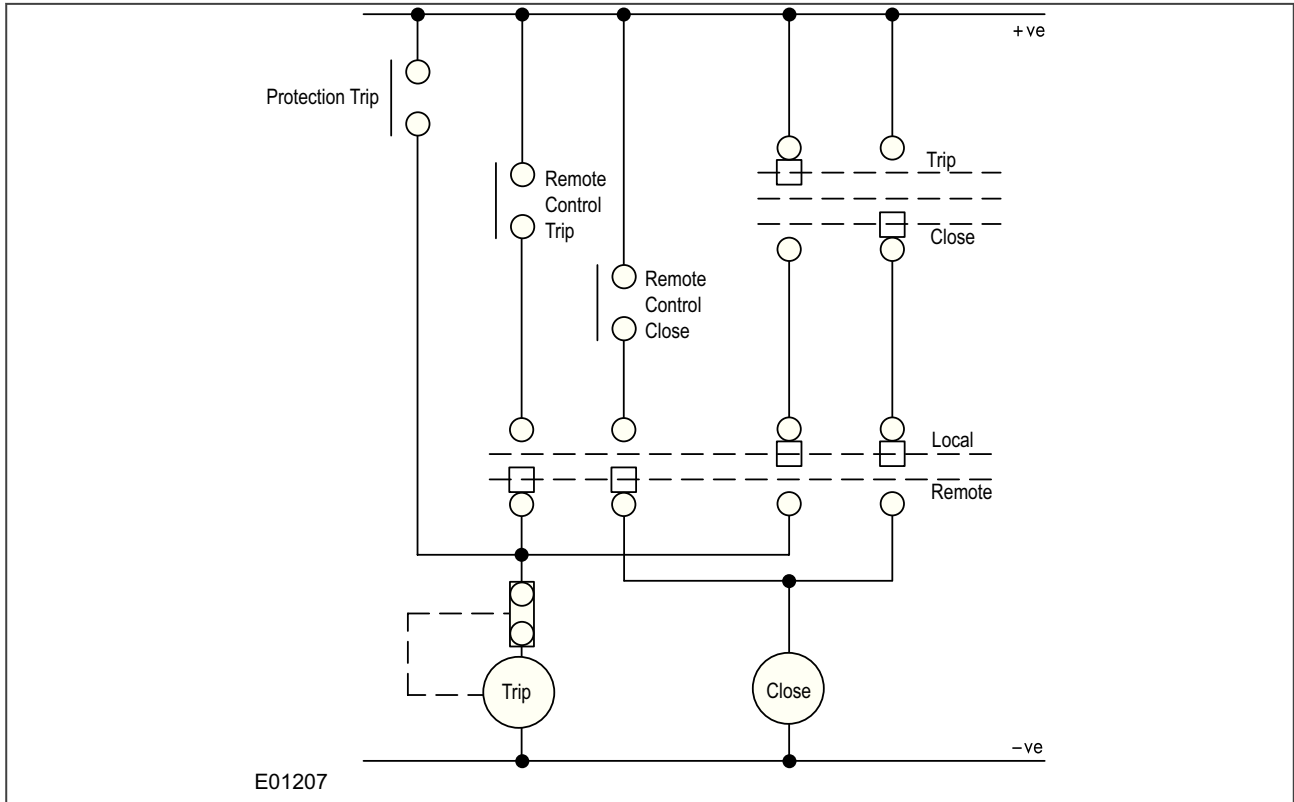 +ve
Protection Trip
Trip
Remote
Control
Trip
Close
Remote
Control
Close
Local
Remote
Trip
Close
−ve
E01207